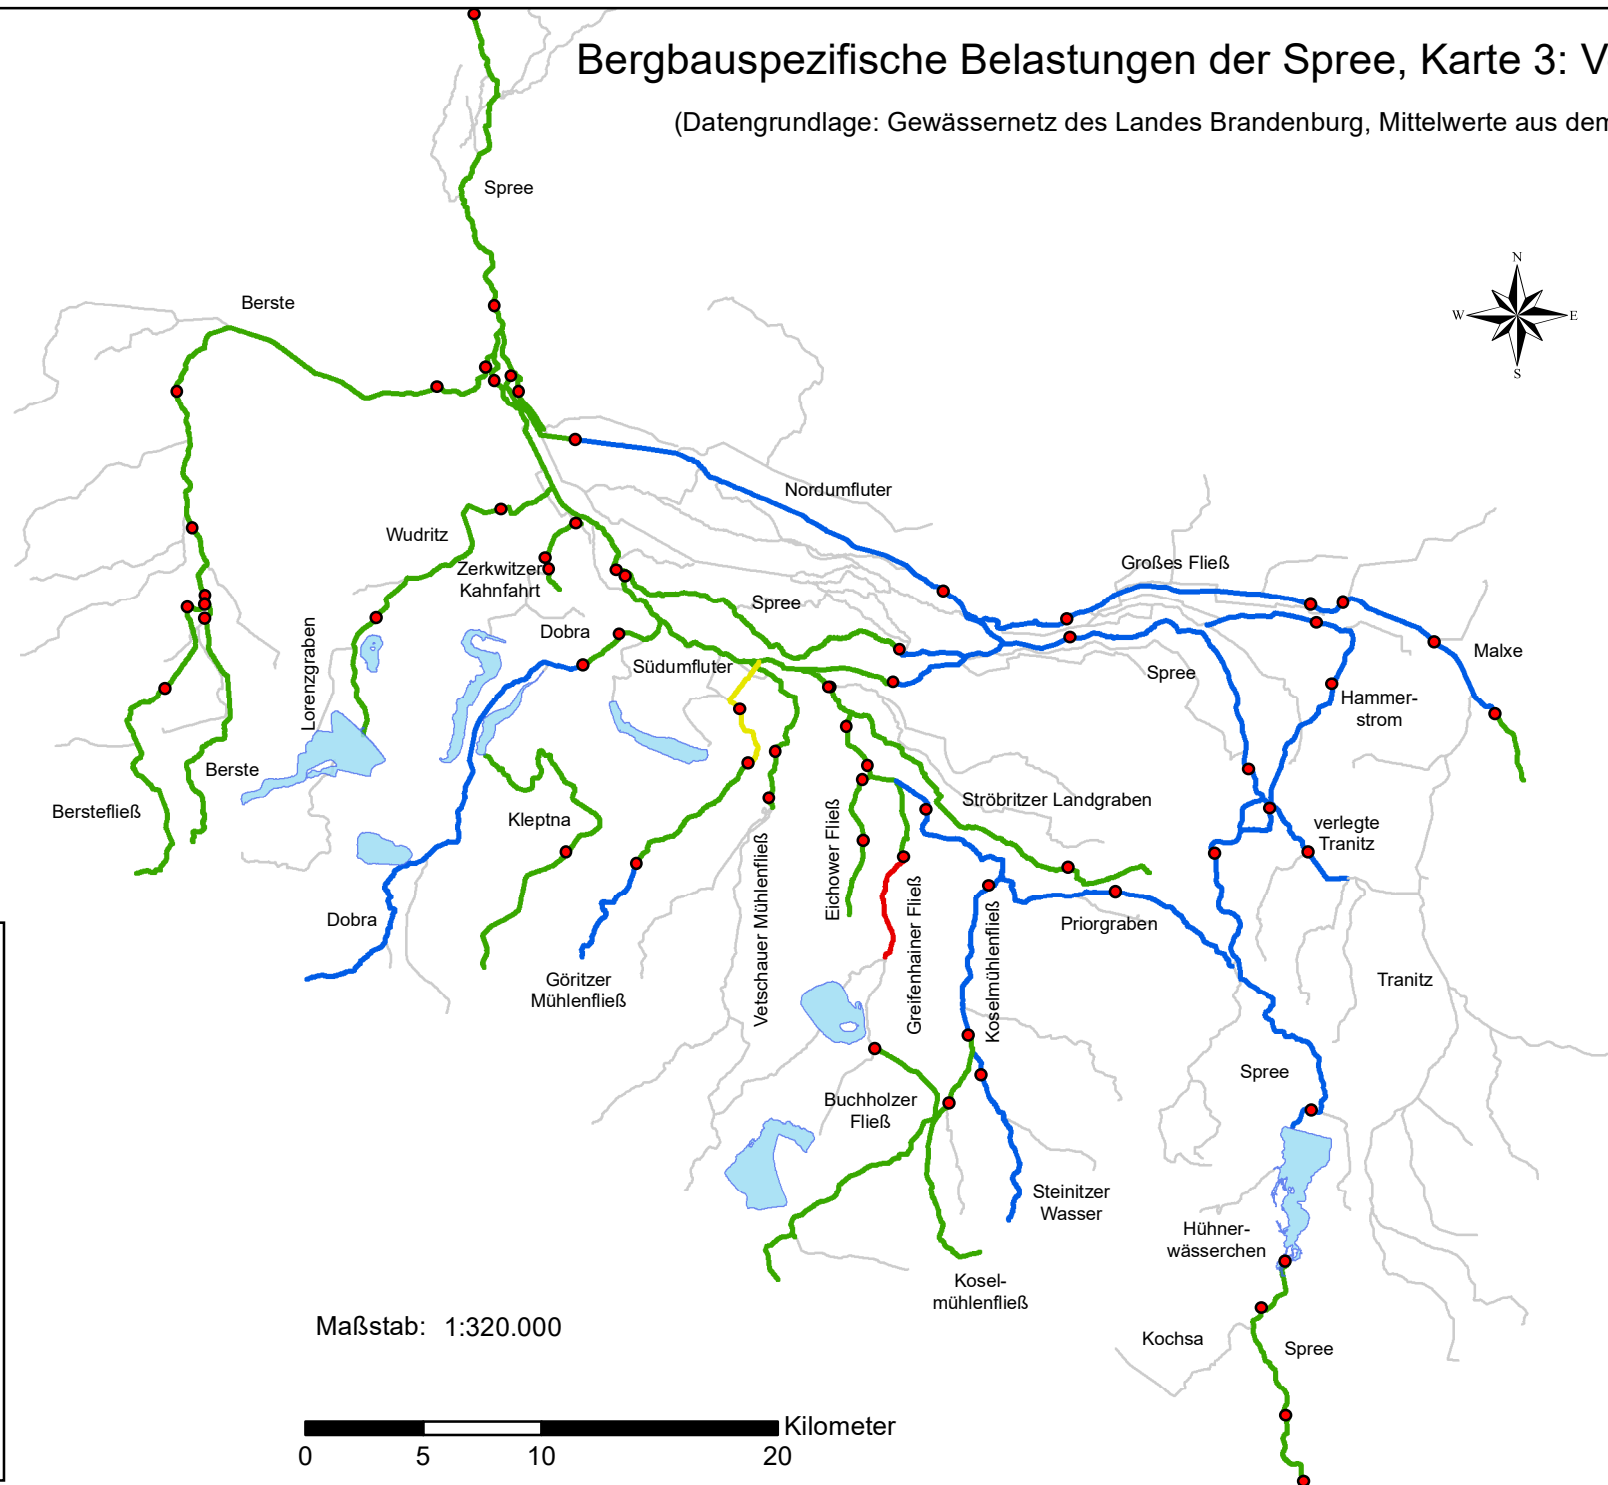 Bergbauspezifische Belastungen der Spree, Karte 3: V
(Datengrundlage: Gewässernetz des Landes Brandenburg, Mittelwerte aus dem
Spree
N
W
E
S
Berste
Nordumfluter
Wudritz
Zerkwitzer
Kahnfahrt
Großes Fließ
Spree
Dobra
Südumfluter
Lorenzgraben
Malxe
Spree
Hammer-
strom
Berste
Berstefließ
Kleptna
Eichower Fließ
Ströbritzer Landgraben
verlegte
Tranitz
Vetschauer Mühlenfließ
Greifenhainer Fließ
Koselmühlenfließ
Dobra
Priorgraben
Göritzer
Mühlenfließ
Tranitz
Spree
Buchholzer
Fließ
Steinitzer
Wasser
Hühner-
wässerchen
Kosel-
mühlenfließ
Kochsa
Spree
Maßstab: 1:320.000
Kilometer
0 5 10 20